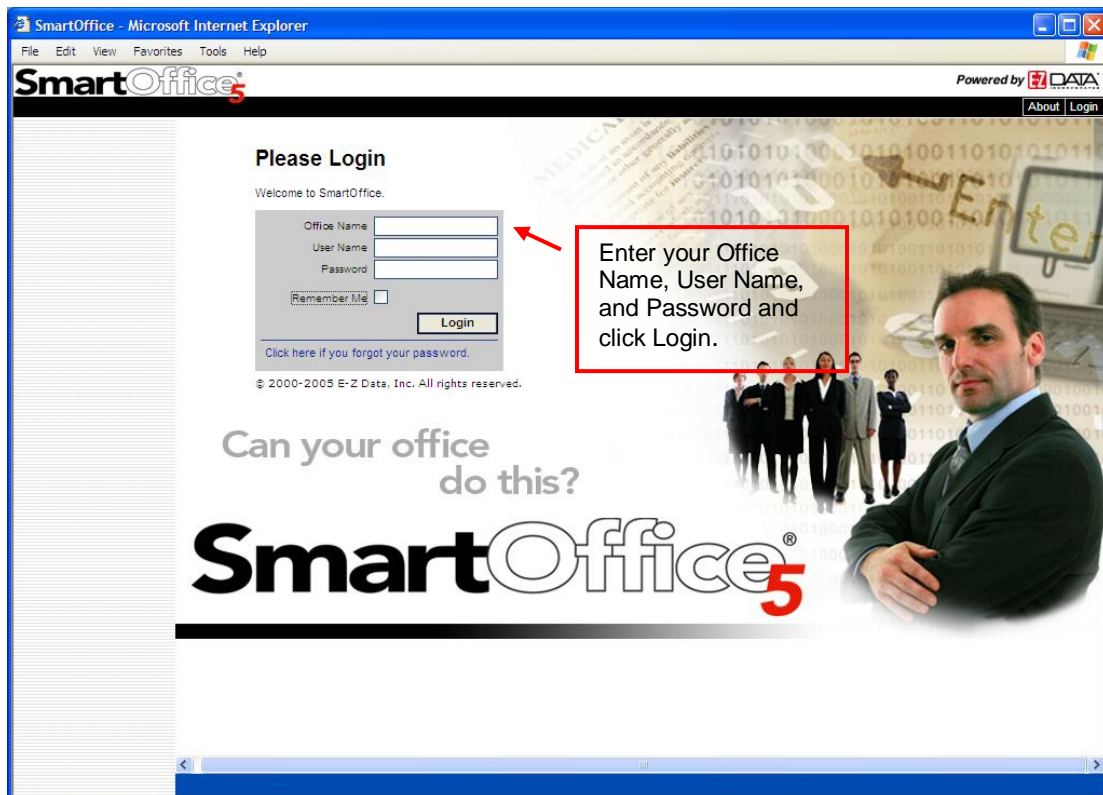 SmartOffice - Microsoft Internet Explorer
File Edit View Favorites Tools Help
SmartOffice 5
Powered by EZ DATA
About Login
Please Login
Welcome to SmartOffice.
Office Name
User Name
Password
Remember Me
Login
Click here if you forgot your password.
© 2000-2005 E-Z Data, Inc. All rights reserved.
Enter your Office
Name, User Name,
and Password and
click Login.
Enter
Can your office
do this?
SmartOffice® 5